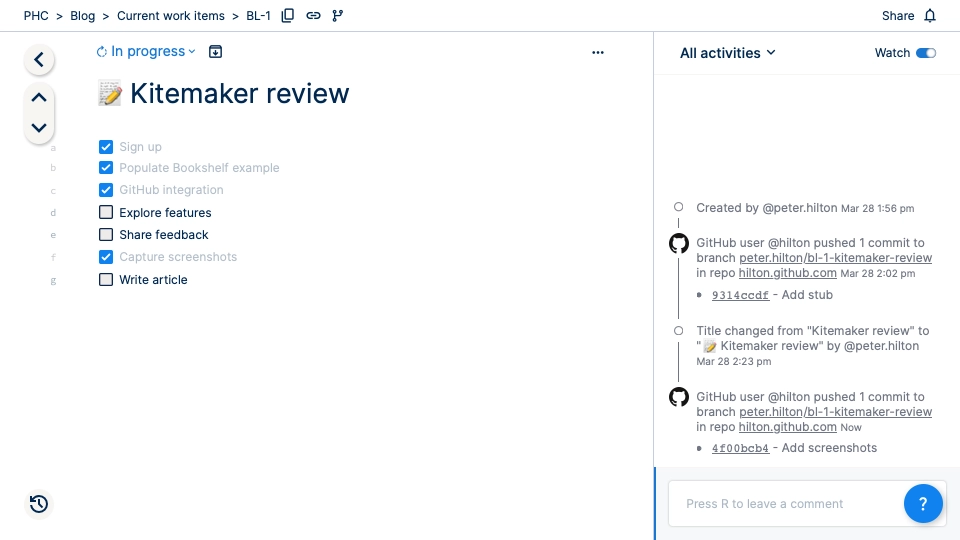 PHC > Blog > Current work items > BL-1
Share
In progress
...
All activities
Watch
📝 Kitemaker review
a Sign up
b Populate Bookshelf example
c GitHub integration
d Explore features
e Share feedback
f Capture screenshots
g Write article
Created by @peter.hilton Mar 28 1:56 pm
GitHub user @hilton pushed 1 commit to
branch peter.hilton/bl-1-kitemaker-review
in repo hilton.github.com Mar 28 2:02 pm
• 9314ccdf - Add stub
Title changed from "Kitemaker review" to
"📝 Kitemaker review" by @peter.hilton
Mar 28 2:23 pm
GitHub user @hilton pushed 1 commit to
branch peter.hilton/bl-1-kitemaker-review
in repo hilton.github.com Now
• 4f00bcb4 - Add screenshots
Press R to leave a comment
?